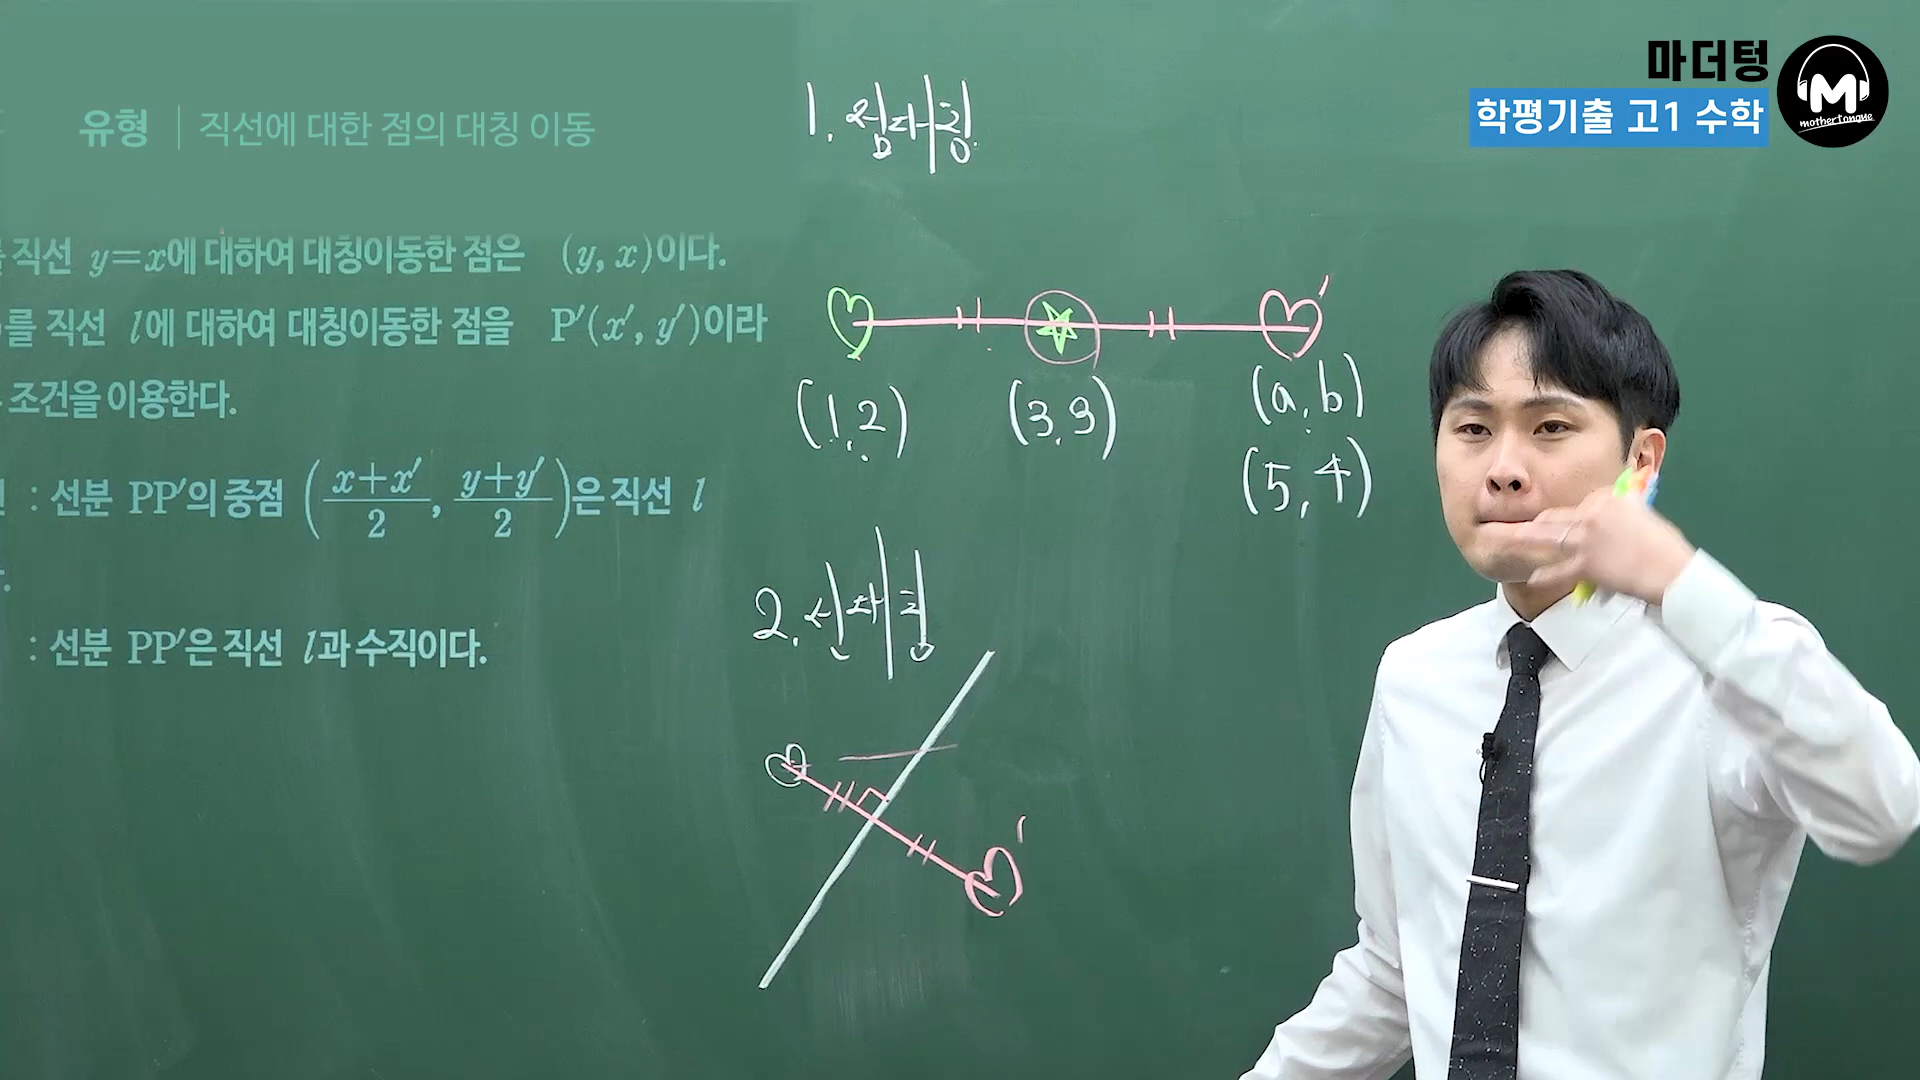 마더텅
학평기출 고1 수학
M
mothertongue
유형 | 직선에 대한 점의 대칭 이동
직선 y=x에 대하여 대칭이동한 점은 (y, x)이다.
를 직선 l에 대하여 대칭이동한 점을 P′(x′, y′)이라
조건을 이용한다.
: 선분 PP′의 중점 ((x+x′)/2, (y+y′)/2)은 직선 l
: 선분 PP′은 직선 l과 수직이다.
1. 점대칭
(1, 2) (3, 3) (a, b)
(5, 4)
2. 선대칭